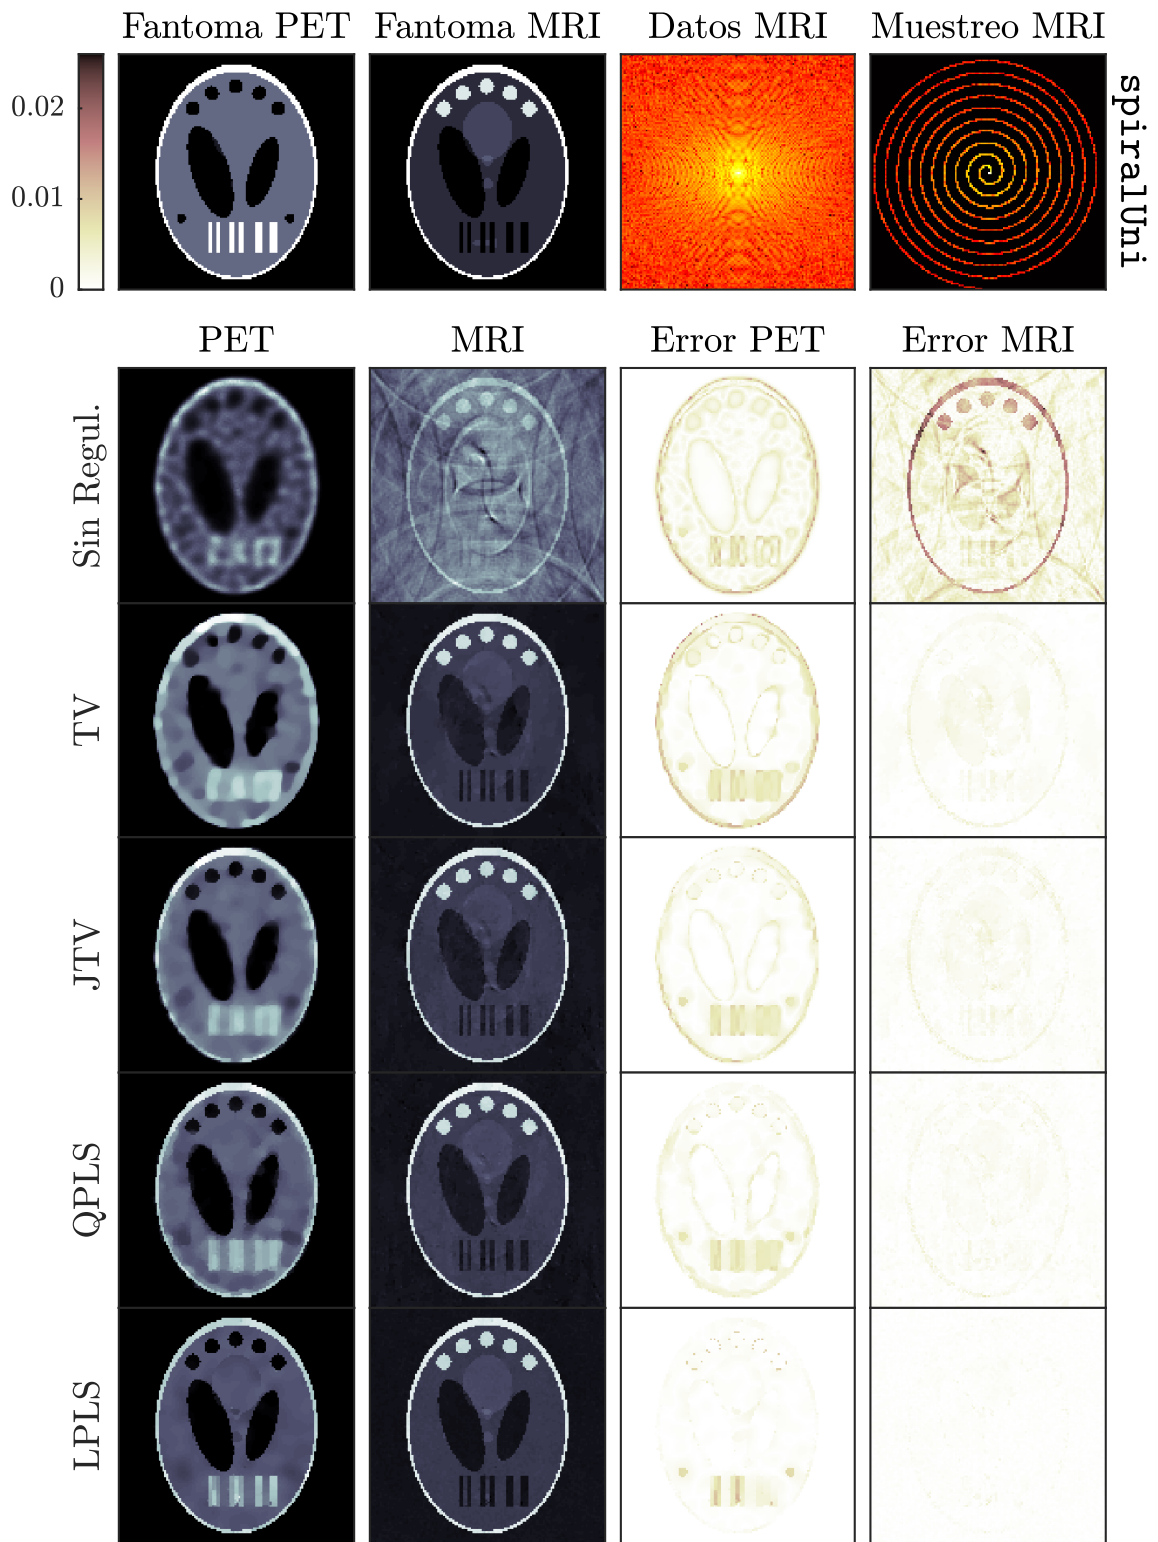 Fantoma PET Fantoma MRI Datos MRI Muestreo MRI
0.02
0.01
0
spiralUni
PET MRI Error PET Error MRI
Sin Regul.
TV
JTV
QPLS
LPLS